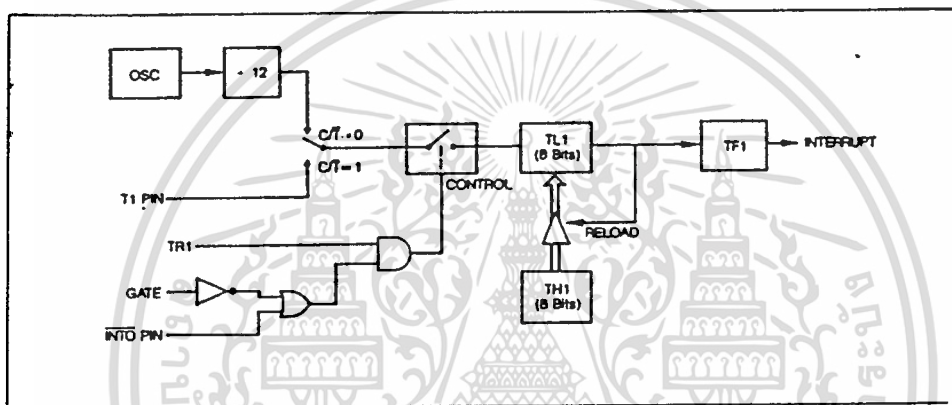 OSC
÷ 12
C/T̅ = 0
C/T̅ = 1
T1 PIN
CONTROL
TL1
(8 Bits)
TF1
INTERRUPT
TR1
RELOAD
GATE
TH1
(8 Bits)
I̅N̅T̅0̅ PIN